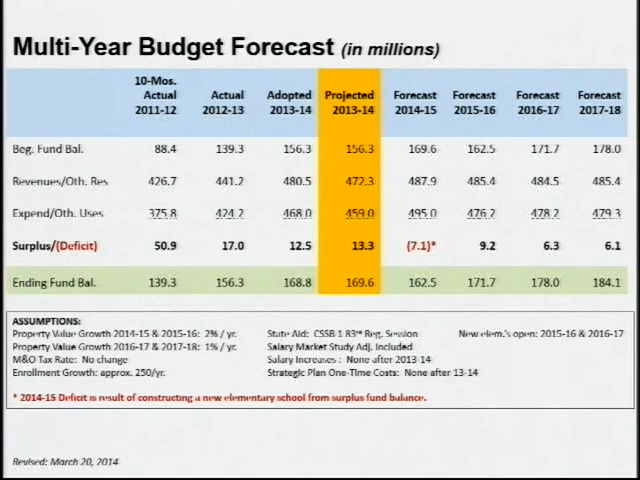 Multi-Year Budget Forecast (in millions)
10-Mos. Actual 2011-12 Actual 2012-13 Adopted 2013-14 Projected 2013-14 Forecast 2014-15 Forecast 2015-16 Forecast 2016-17 Forecast 2017-18
Beg. Fund Bal. 88.4 139.3 156.3 156.3 169.6 162.5 171.7 178.0
Revenues/Oth. Res 426.7 441.2 480.5 472.3 487.9 485.4 484.5 485.4
Expend/Oth. Uses 375.8 424.2 468.0 459.0 495.0 476.2 478.2 479.3
Surplus/(Deficit) 50.9 17.0 12.5 13.3 (7.1)* 9.2 6.3 6.1
Ending Fund Bal. 139.3 156.3 168.8 169.6 162.5 171.7 178.0 184.1
ASSUMPTIONS:
Property Value Growth 2014-15 & 2015-16: 2% / yr. State Aid: CSSB 1 83rd Reg. Session New elem.'s open: 2015-16 & 2016-17
Property Value Growth 2016-17 & 2017-18: 1% / yr. Salary Market Study Adj. Included
M&O Tax Rate: No change Salary Increases : None after 2013-14
Enrollment Growth: approx. 250/yr. Strategic Plan One-Time Costs: None after 13-14
* 2014-15 Deficit is result of constructing a new elementary school from surplus fund balance.
Revised: March 20, 2014